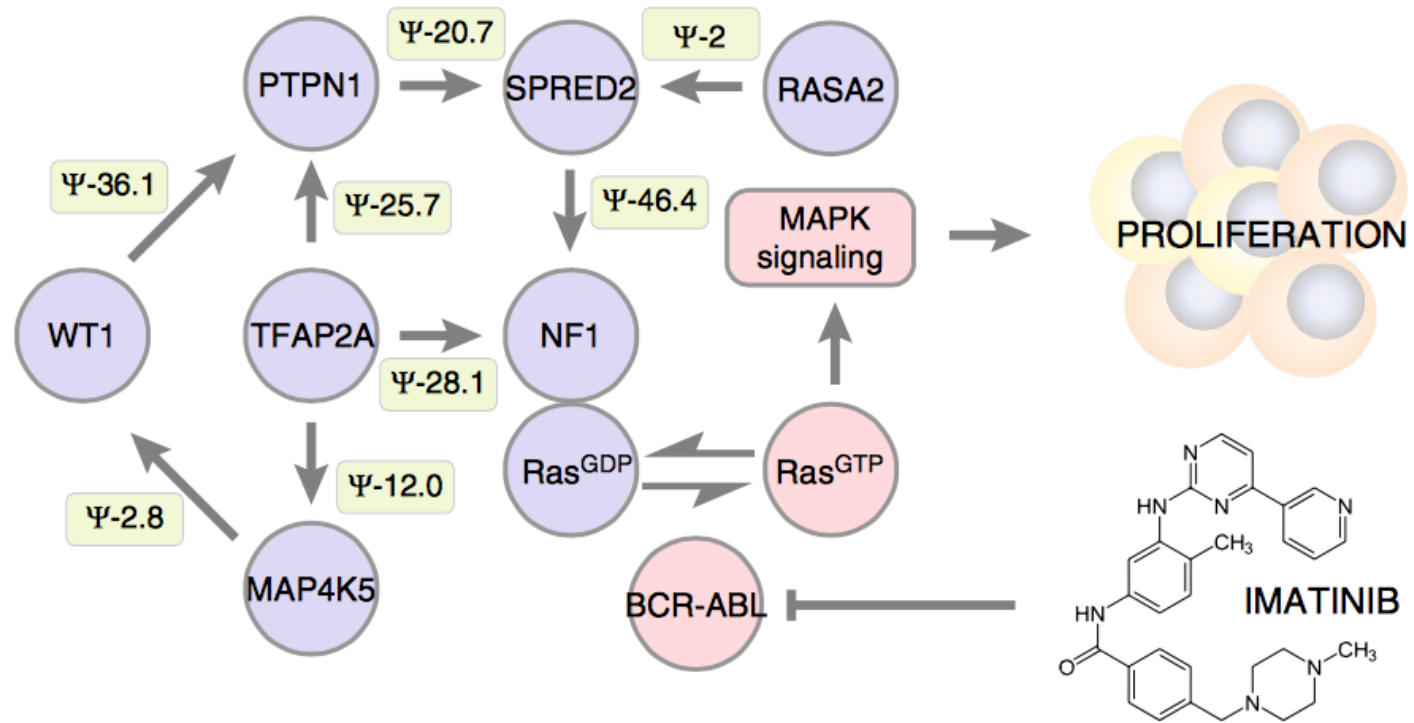 Ψ-20.7
Ψ-2
PTPN1
SPRED2
RASA2
Ψ-36.1
Ψ-25.7
Ψ-46.4
MAPK
signaling
PROLIFERATION
WT1
TFAP2A
NF1
Ψ-28.1
Ras^GDP
Ras^GTP
Ψ-12.0
Ψ-2.8
MAP4K5
BCR-ABL
IMATINIB
N
HN
N
N
CH₃
HN
O
N
N
CH₃